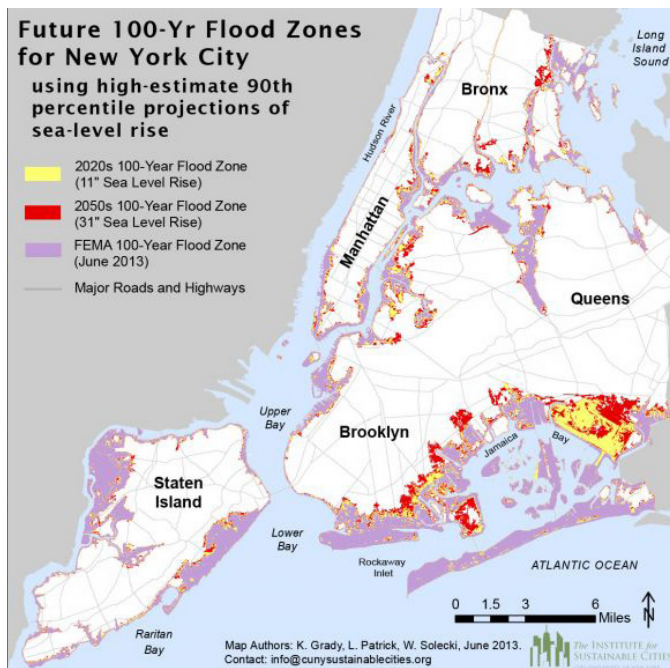 Future 100-Yr Flood Zones
for New York City
using high-estimate 90th
percentile projections of
sea-level rise
2020s 100-Year Flood Zone
(11" Sea Level Rise)
2050s 100-Year Flood Zone
(31" Sea Level Rise)
FEMA 100-Year Flood Zone
(June 2013)
Major Roads and Highways
Long
Island
Sound
Bronx
Hudson River
Manhattan
Queens
Upper
Bay
Brooklyn
Jamaica
Bay
Staten
Island
Lower
Bay
Rockaway
Inlet
ATLANTIC OCEAN
Raritan
Bay
0 1.5 3 6
Miles
N
Map Authors: K. Grady, L. Patrick, W. Solecki, June 2013.
Contact: info@cunysustainablecities.org
The Institute for
Sustainable Cities